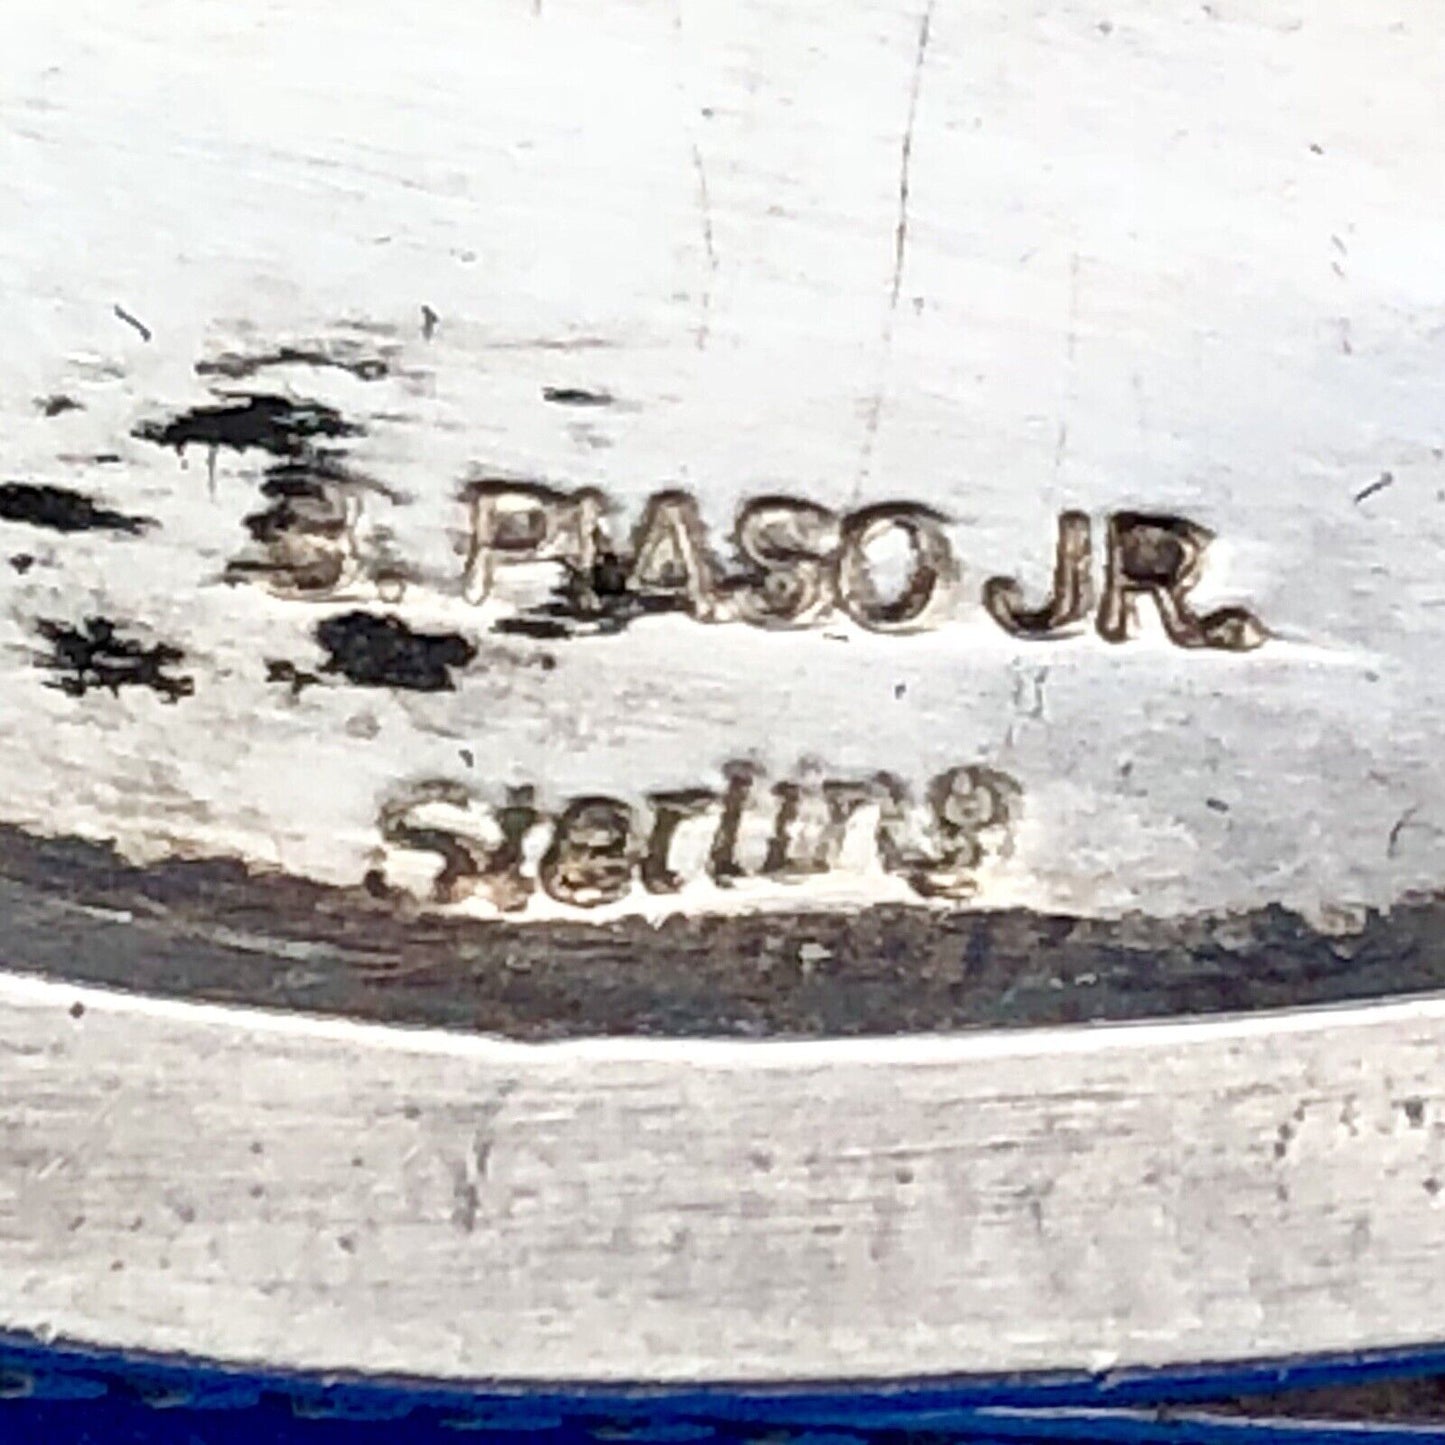 J. PIASO JR.
Sterling